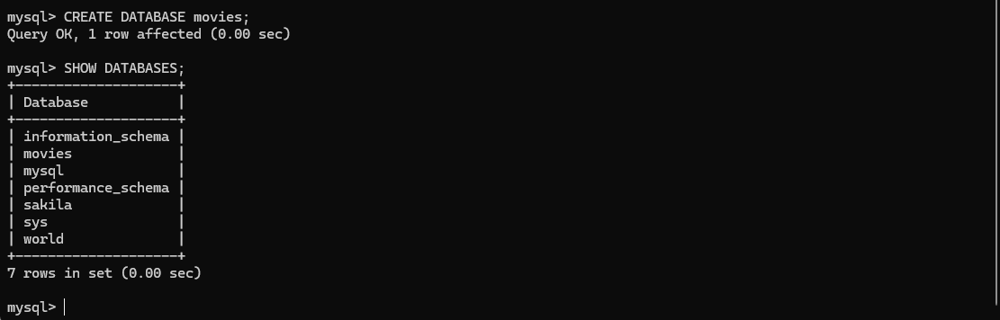 mysql> CREATE DATABASE movies;
Query OK, 1 row affected (0.00 sec)

mysql> SHOW DATABASES;
+--------------------+
| Database           |
+--------------------+
| information_schema |
| movies             |
| mysql              |
| performance_schema |
| sakila             |
| sys                |
| world              |
+--------------------+
7 rows in set (0.00 sec)

mysql>